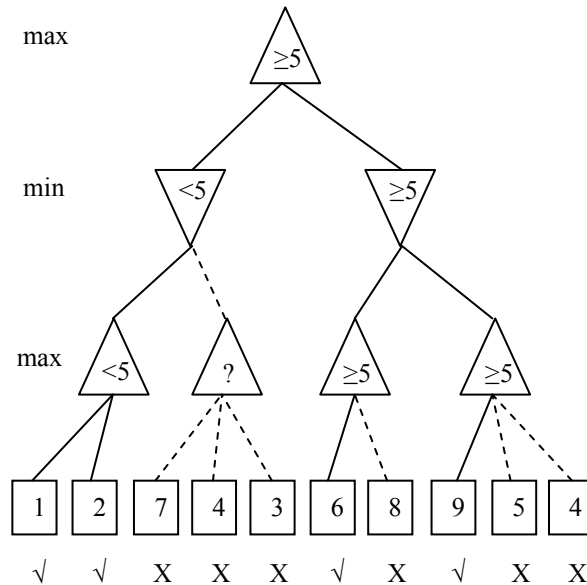 max
≥5
min
<5 ≥5
max
<5 ? ≥5 ≥5
1 2 7 4 3 6 8 9 5 4
√ √ X X X √ X √ X X